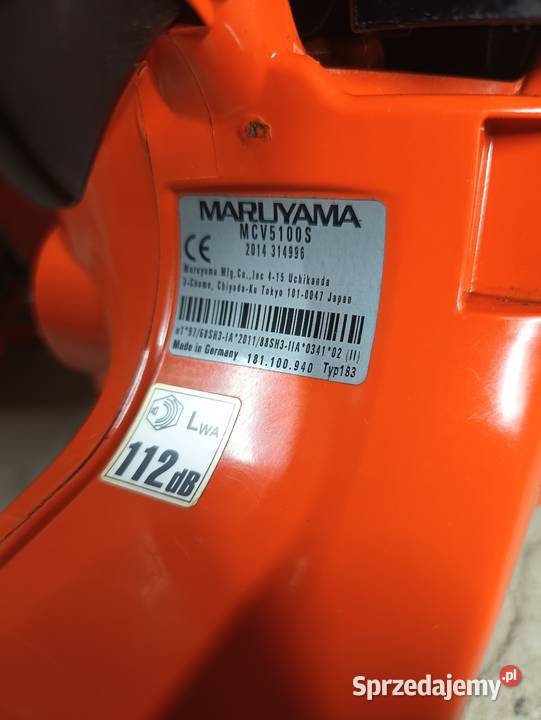 MARUYAMA
MCV5100S
CE 2014 314996
Maruyama Mfg.Co.,Inc 4-15 Uchikanda
3-Chome, Chiyoda-Ku Tokyo 101-0047 Japan
e1*97/68SH3-IA*2011/88SH3-IIA*0341*02 (II)
Made in Germany 181.100.940 Typ183
LWA
112dB
Sprzedajemy.pl